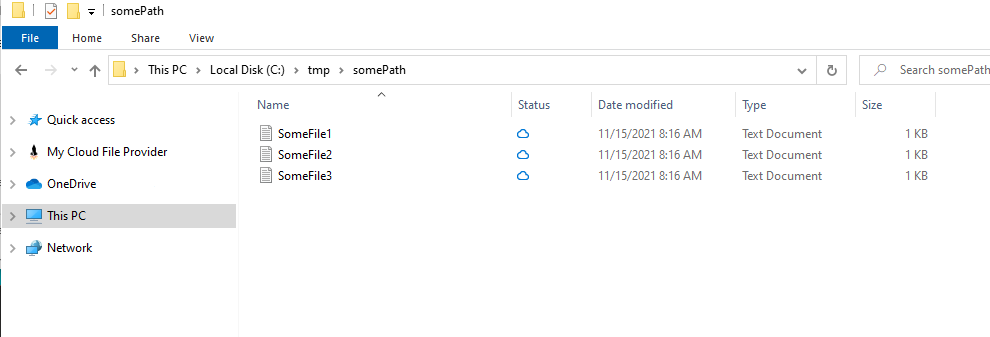 somePath
File Home Share View
This PC Local Disk (C:) tmp somePath Search somePath
Name Status Date modified Type Size
Quick access
My Cloud File Provider
OneDrive
This PC
Network
SomeFile1 11/15/2021 8:16 AM Text Document 1 KB
SomeFile2 11/15/2021 8:16 AM Text Document 1 KB
SomeFile3 11/15/2021 8:16 AM Text Document 1 KB